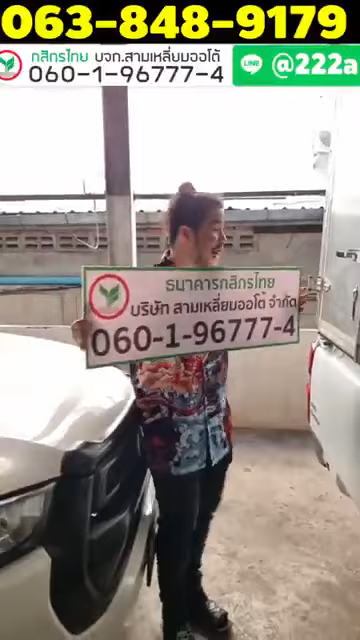 063-848-9179
กสิกรไทย บจก.สามเหลี่ยมออโต้
060-1-96777-4
LINE @222a
ธนาคารกสิกรไทย
บริษัท สามเหลี่ยมออโต้ จำกัด
060-1-96777-4